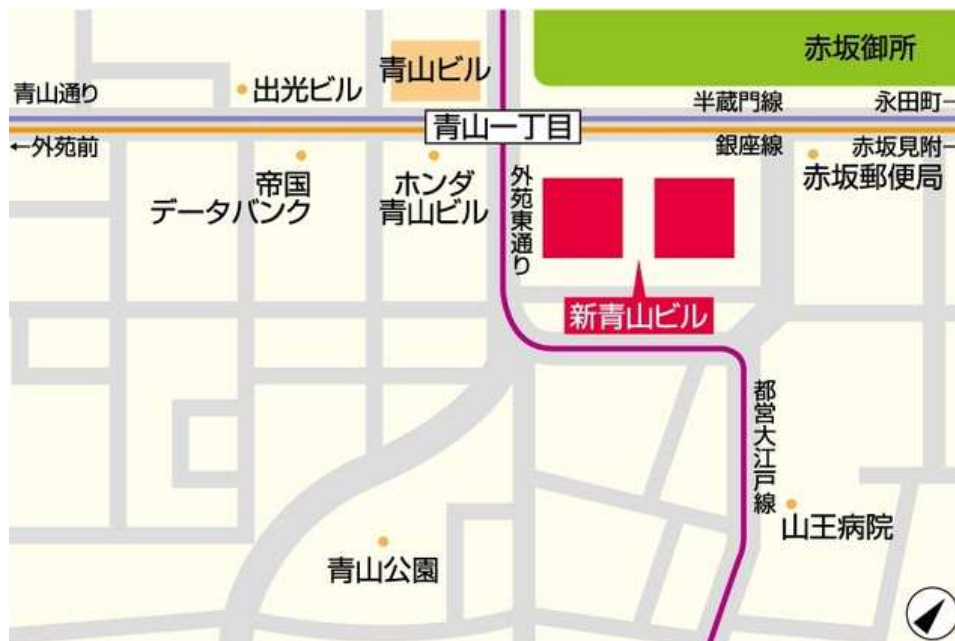 赤坂御所
青山ビル
出光ビル
青山通り
半蔵門線
永田町→
青山一丁目
←外苑前
銀座線
赤坂見附→
帝国
データバンク
ホンダ
青山ビル
外苑東通り
赤坂郵便局
新青山ビル
都営大江戸線
山王病院
青山公園